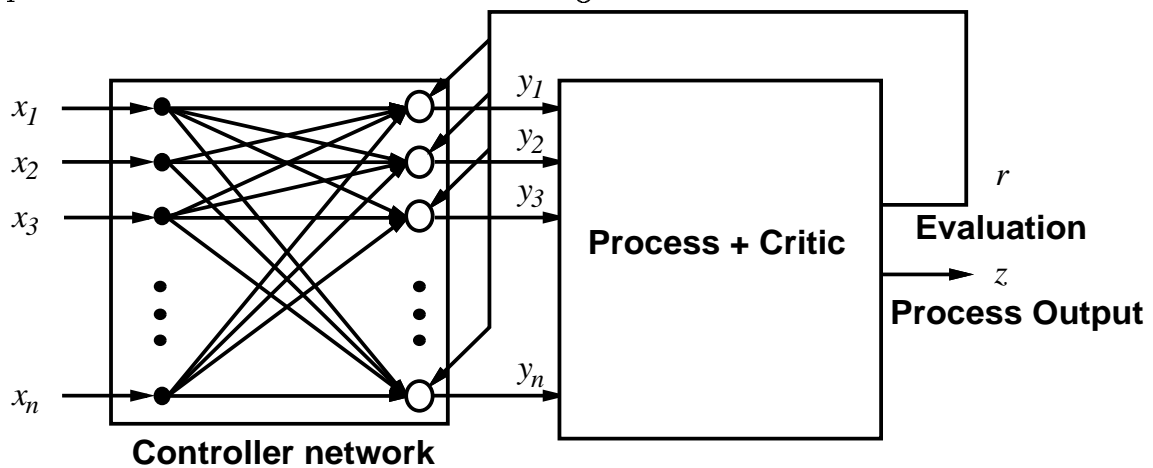 x1
x2
x3
xn
y1
y2
y3
yn
Process + Critic
r
Evaluation
z
Process Output
Controller network